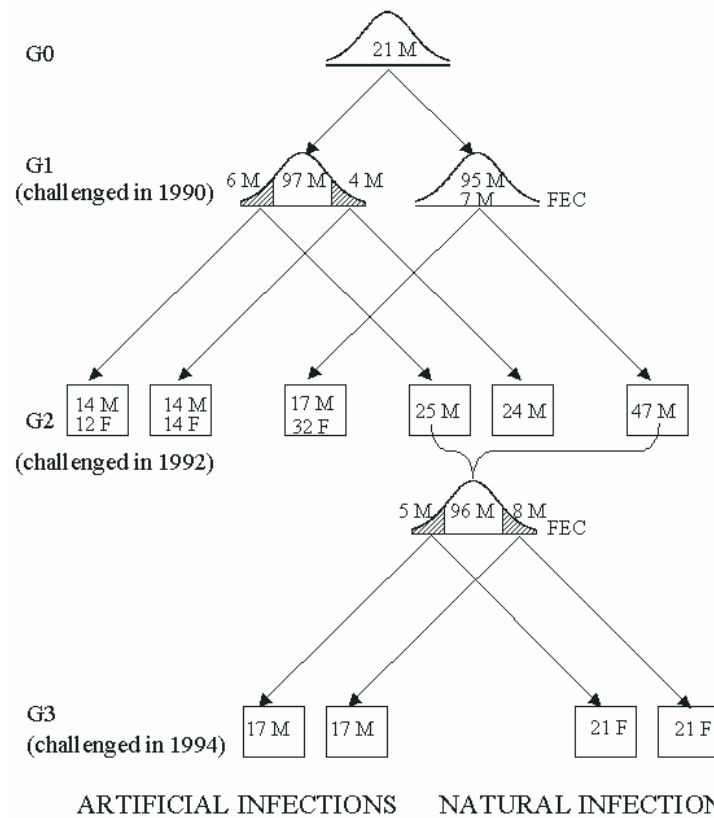 G0
21 M
G1
(challenged in 1990)
6 M
97 M
4 M
95 M
7 M
FEC
G2
(challenged in 1992)
14 M
12 F
14 M
14 F
17 M
32 F
25 M
24 M
47 M
5 M
96 M
8 M
FEC
G3
(challenged in 1994)
17 M
17 M
21 F
21 F
ARTIFICIAL INFECTIONS
NATURAL INFECTION